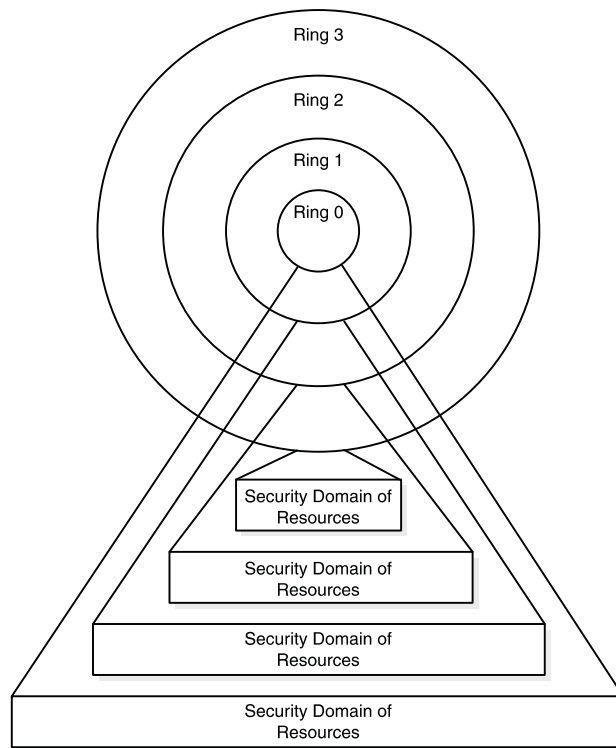 Ring 3
Ring 2
Ring 1
Ring 0
Security Domain of
Resources
Security Domain of
Resources
Security Domain of
Resources
Security Domain of
Resources